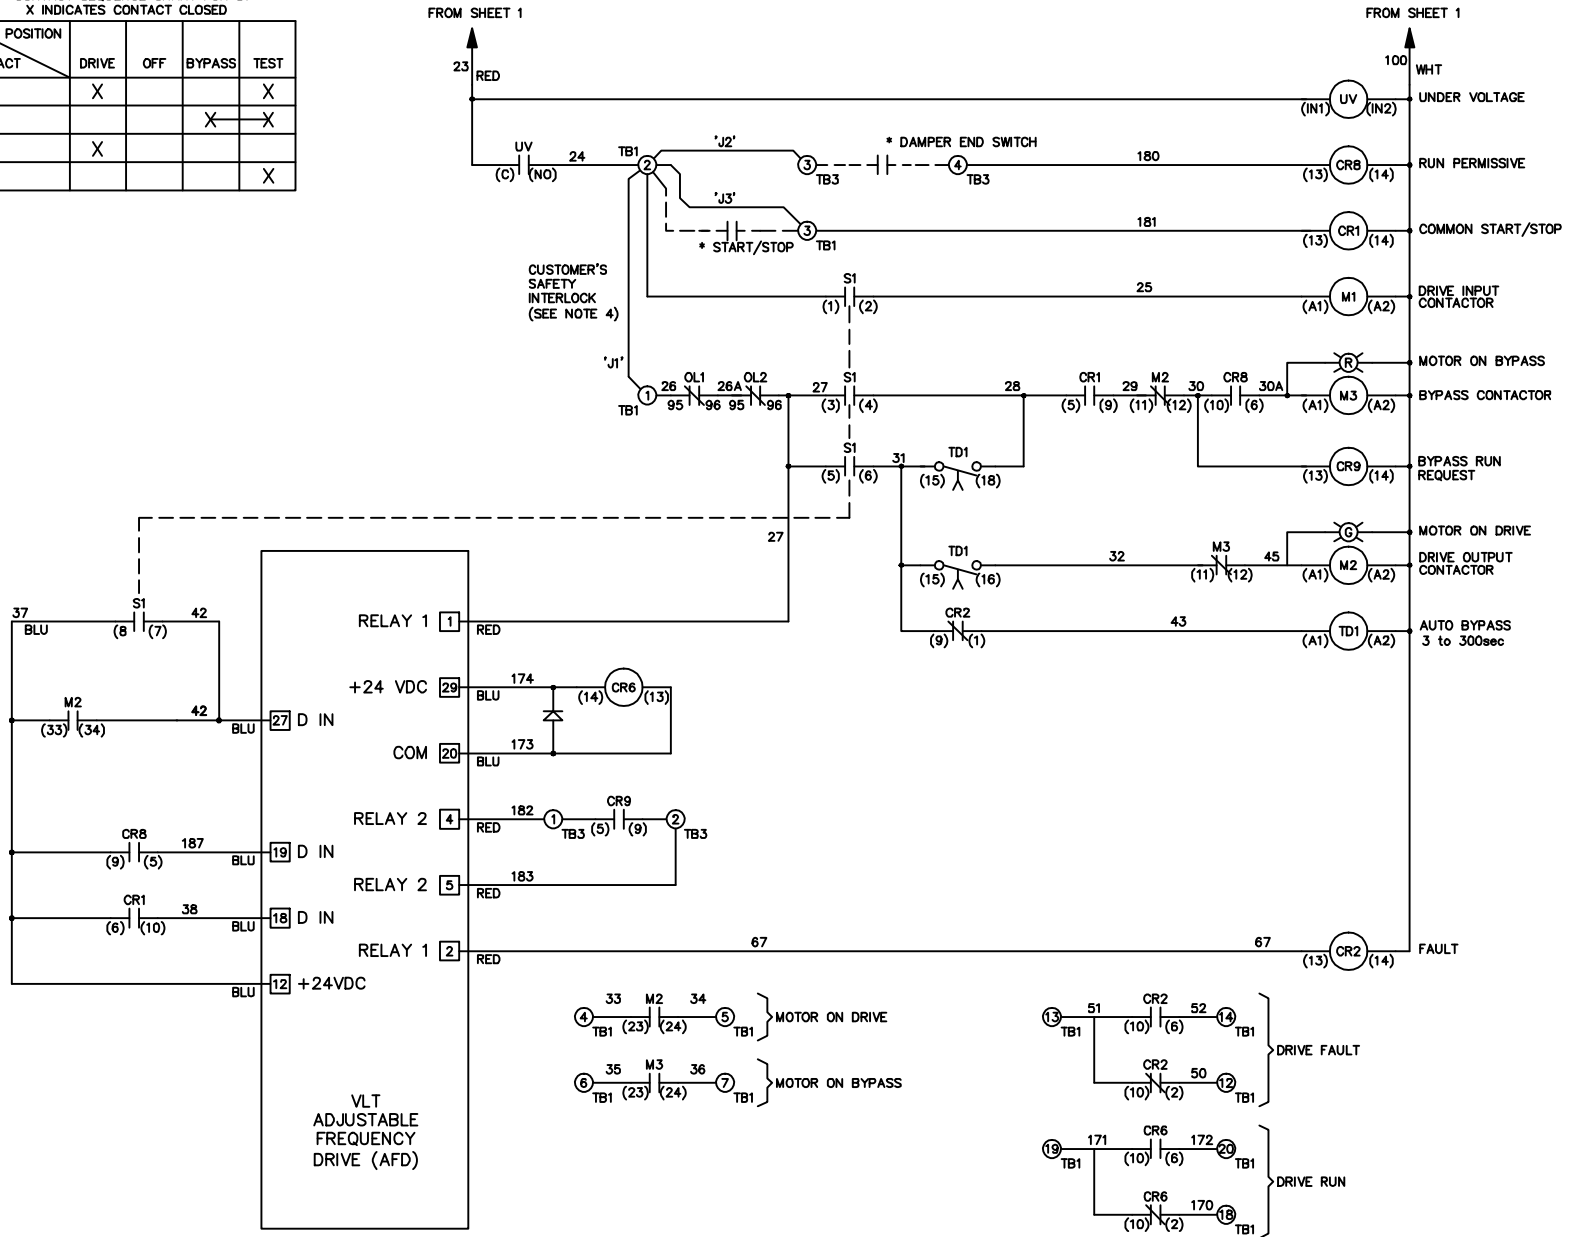 X INDICATES CONTACT CLOSED
POSITION
ACT DRIVE OFF BYPASS TEST
X X
X X
X
X
FROM SHEET 1
FROM SHEET 1
23 RED
100 WHT
(IN1) UV (IN2) UNDER VOLTAGE
UV
(C) (NO)
24
TB1 2
'J2'
3 TB3
* DAMPER END SWITCH
4 TB3
180
(13) CR8 (14) RUN PERMISSIVE
'J3'
* START/STOP
3 TB1
181
(13) CR1 (14) COMMON START/STOP
CUSTOMER'S
SAFETY
INTERLOCK
(SEE NOTE 4)
S1
(1) (2)
25
(A1) M1 (A2) DRIVE INPUT
CONTACTOR
R MOTOR ON BYPASS
'J1'
TB1 1
26 OL1 26A OL2
95 96 95 96
27 S1 28
(3) (4)
CR1 29 M2 30 CR8 30A
(5) (9) (11) (12) (10) (6)
(A1) M3 (A2) BYPASS CONTACTOR
S1
(5) (6)
31 TD1
(15) (18)
(13) CR9 (14) BYPASS RUN
REQUEST
27
G MOTOR ON DRIVE
TD1
(15) (16)
32
M3 45
(11) (12)
(A1) M2 (A2) DRIVE OUTPUT
CONTACTOR
CR2
(9) (1)
43
(A1) TD1 (A2) AUTO BYPASS
3 to 300sec
37 S1 42
BLU (8 (7)
RELAY 1 1 RED
+24 VDC 29 174 BLU
(14) CR6 (13)
M2 42
(33) (34) BLU 27 D IN
COM 20 173 BLU
RELAY 2 4 182 RED
1 TB3 CR9 (5) (9) 2 TB3
CR8 187
(9) (5) BLU 19 D IN
RELAY 2 5 183 RED
CR1 38
(6) (10) BLU 18 D IN
RELAY 1 2 RED 67 67
(13) CR2 (14) FAULT
BLU 12 +24VDC
VLT
ADJUSTABLE
FREQUENCY
DRIVE (AFD)
33 M2 34
4 TB1 (23) (24) 5 TB1 MOTOR ON DRIVE
35 M3 36
6 TB1 (23) (24) 7 TB1 MOTOR ON BYPASS
51 CR2 52
13 TB1 (10) (6) 14 TB1
DRIVE FAULT
CR2 50
(10) (2) 12 TB1
171 CR6 172
19 TB1 (10) (6) 20 TB1
DRIVE RUN
CR6 170
(10) (2) 18 TB1